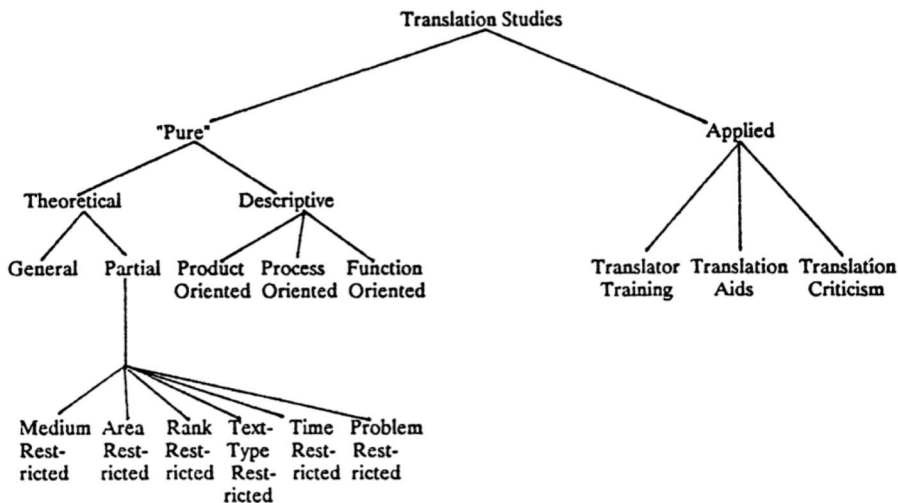 Translation Studies
"Pure" Applied
Theoretical Descriptive
General Partial Product Process Function Translator Translation Translation
Oriented Oriented Oriented Training Aids Criticism
Medium Area Rank Text- Time Problem
Rest- Rest- Rest- Type Rest- Rest-
ricted ricted ricted Rest- ricted ricted
ricted